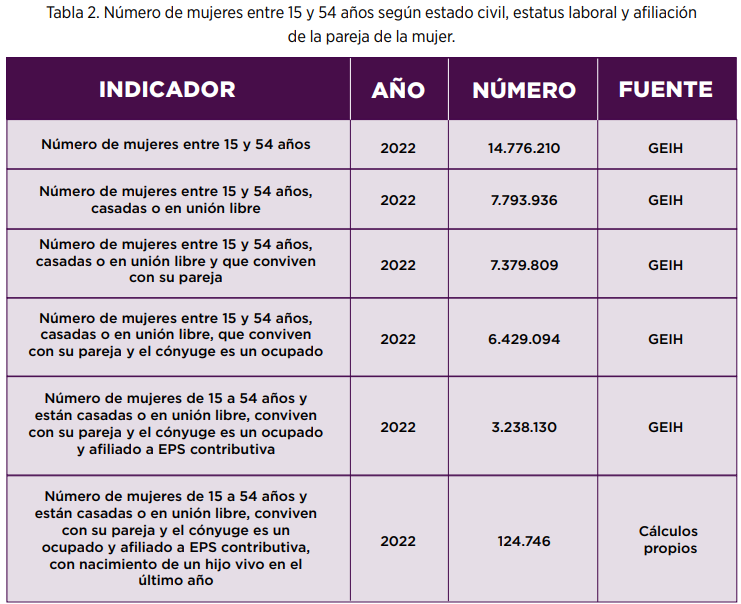 Tabla 2. Número de mujeres entre 15 y 54 años según estado civil, estatus laboral y afiliación
de la pareja de la mujer.
INDICADOR AÑO NÚMERO FUENTE
Número de mujeres entre 15 y 54 años 2022 14.776.210 GEIH
Número de mujeres entre 15 y 54 años,
casadas o en unión libre 2022 7.793.936 GEIH
Número de mujeres entre 15 y 54 años,
casadas o en unión libre y que conviven
con su pareja 2022 7.379.809 GEIH
Número de mujeres entre 15 y 54 años,
casadas o en unión libre, que conviven
con su pareja y el cónyuge es un ocupado 2022 6.429.094 GEIH
Número de mujeres de 15 a 54 años y
están casadas o en unión libre, conviven
con su pareja y el cónyuge es un ocupado
y afiliado a EPS contributiva 2022 3.238.130 GEIH
Número de mujeres de 15 a 54 años y
están casadas o en unión libre, conviven
con su pareja y el cónyuge es un
ocupado y afiliado a EPS contributiva,
con nacimiento de un hijo vivo en el
último año 2022 124.746 Cálculos
propios